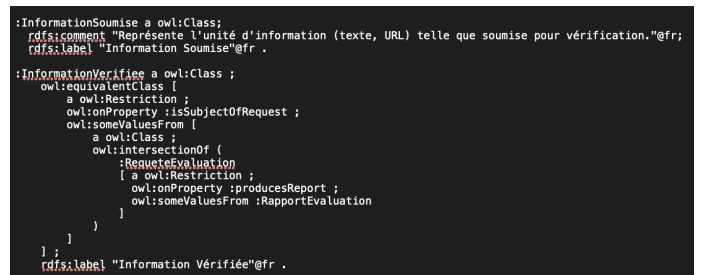 :InformationSoumise a owl:Class;
  rdfs:comment "Représente l'unité d'information (texte, URL) telle que soumise pour vérification."@fr;
  rdfs:label "Information Soumise"@fr .

:InformationVerifiee a owl:Class ;
    owl:equivalentClass [
        a owl:Restriction ;
        owl:onProperty :isSubjectOfRequest ;
        owl:someValuesFrom [
            a owl:Class ;
            owl:intersectionOf (
                :RequeteEvaluation
                [ a owl:Restriction ;
                  owl:onProperty :producesReport ;
                  owl:someValuesFrom :RapportEvaluation
                ]
            )
        ]
    ] ;
    rdfs:label "Information Vérifiée"@fr .